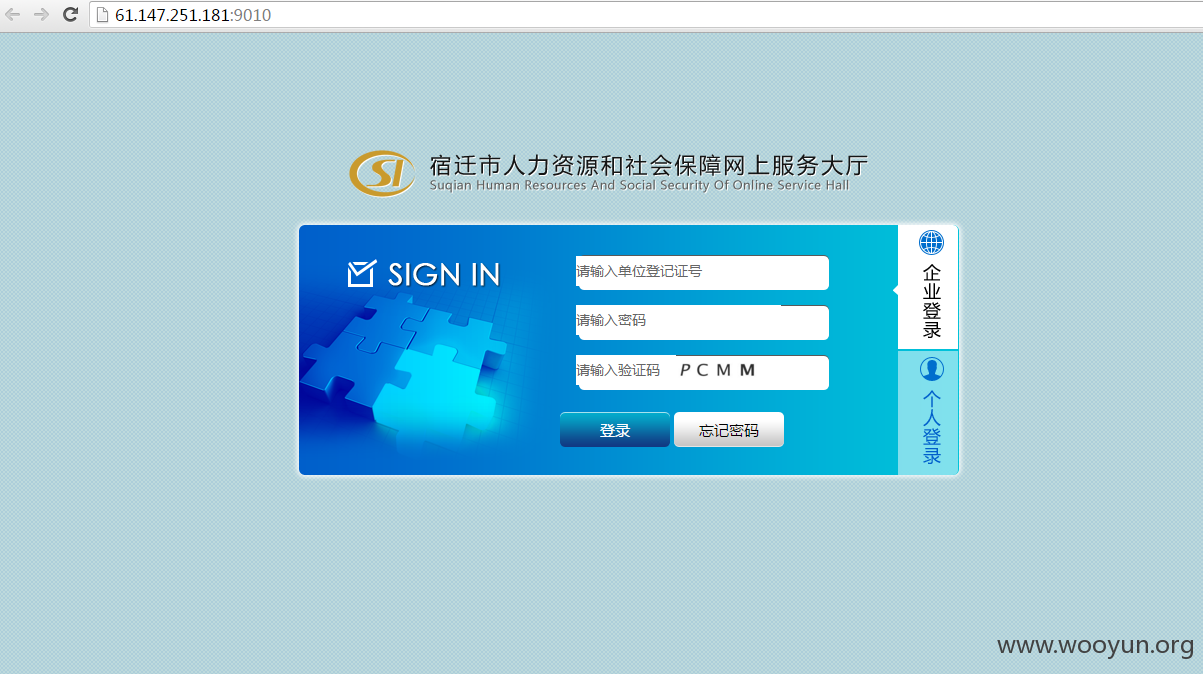 61.147.251.181:9010
SI
宿迁市人力资源和社会保障网上服务大厅
Suqian Human Resources And Social Security Of Online Service Hall
SIGN IN
请输入单位登记证号
请输入密码
请输入验证码 PCMM
登录 忘记密码
企业登录
个人登录
www.wooyun.org